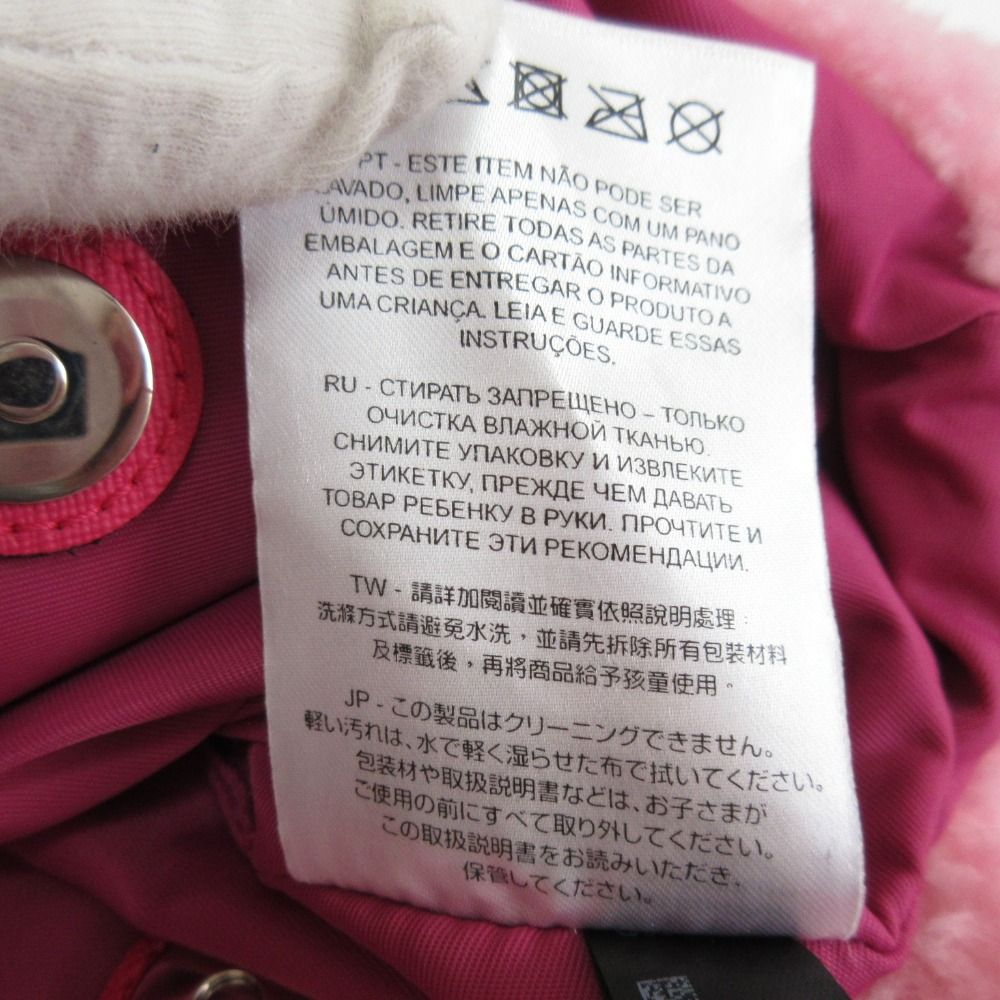 PT - ESTE ITEM NÃO PODE SER
LAVADO, LIMPE APENAS COM UM PANO
ÚMIDO. RETIRE TODAS AS PARTES DA
EMBALAGEM E O CARTÃO INFORMATIVO
ANTES DE ENTREGAR O PRODUTO A
UMA CRIANÇA. LEIA E GUARDE ESSAS
INSTRUÇÕES.
RU - СТИРАТЬ ЗАПРЕЩЕНО – ТОЛЬКО
ОЧИСТКА ВЛАЖНОЙ ТКАНЬЮ.
СНИМИТЕ УПАКОВКУ И ИЗВЛЕКИТЕ
ЭТИКЕТКУ, ПРЕЖДЕ ЧЕМ ДАВАТЬ
ТОВАР РЕБЕНКУ В РУКИ. ПРОЧТИТЕ И
СОХРАНИТЕ ЭТИ РЕКОМЕНДАЦИИ.
TW - 請詳加閱讀並確實依照說明處理:
洗滌方式請避免水洗，並請先拆除所有包裝材料
及標籤後，再將商品給予孩童使用。
JP - この製品はクリーニングできません。
軽い汚れは、水で軽く湿らせた布で拭いてください。
包装材や取扱説明書などは、お子さまが
ご使用の前にすべて取り外してください。
この取扱説明書をお読みいただき、
保管してください。